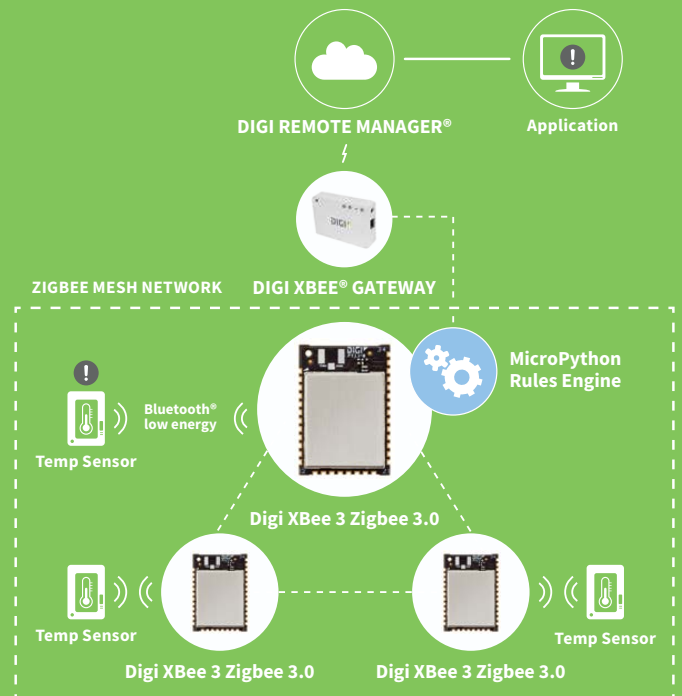 DIGI REMOTE MANAGER®
Application
DIGI
ZIGBEE MESH NETWORK
DIGI XBEE® GATEWAY
DIGI
MicroPython
Rules Engine
!
Bluetooth®
low energy
Temp Sensor
Digi XBee 3 Zigbee 3.0
Temp Sensor
Temp Sensor
Digi XBee 3 Zigbee 3.0
Digi XBee 3 Zigbee 3.0